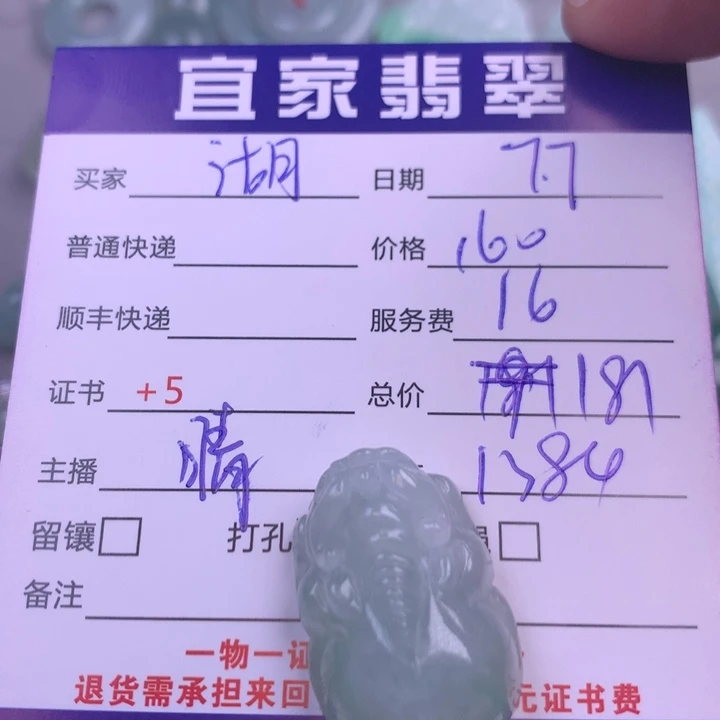 宜家翡翠
买家 湖 日期 7.7
普通快递 价格 160
顺丰快递 服务费 16
证书 +5 总价 181
主播 晴 1384
留镶 打孔
备注
一物一证
退货需承担来回 元证书费